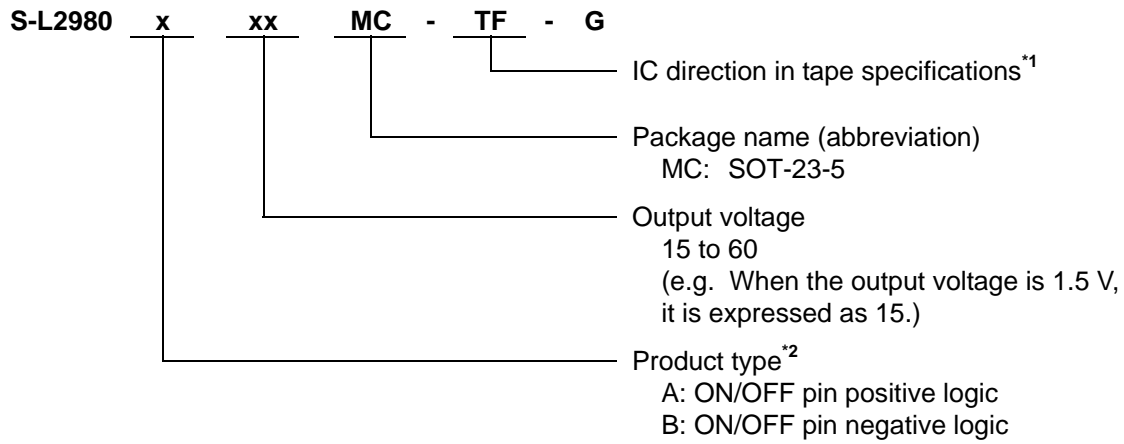 S-L2980 x xx MC - TF - G
IC direction in tape specifications*1
Package name (abbreviation)
MC: SOT-23-5
Output voltage
15 to 60
(e.g. When the output voltage is 1.5 V,
it is expressed as 15.)
Product type*2
A: ON/OFF pin positive logic
B: ON/OFF pin negative logic